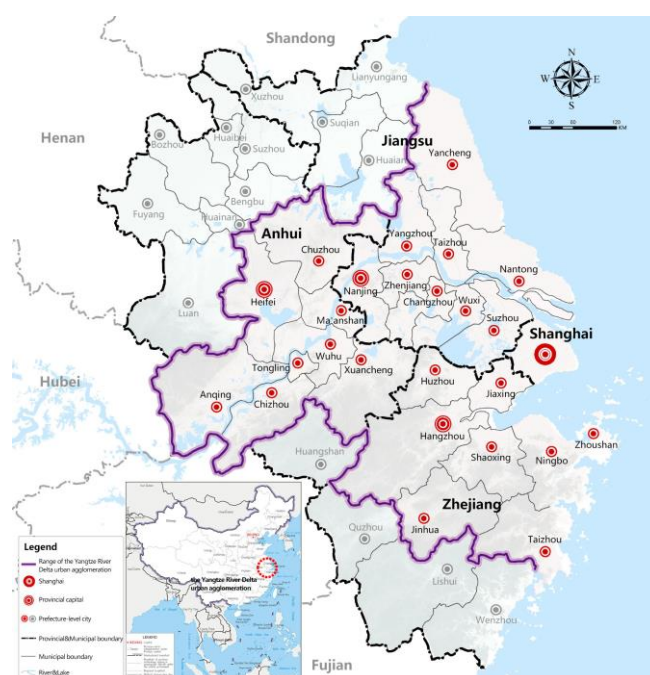 Shandong
Lianyungang
Xuzhou
N
W
E
S
0
30
60
120
KM
Henan
Suqian
Bozhou
Huaibei
Suzhou
Jiangsu
Huaian
Yancheng
Bengbu
Fuyang
Huainan
Anhui
Chuzhou
Yangzhou
Taizhou
Nanjing
Zhenjiang
Changzhou
Nantong
Heifei
Luan
Ma'anshan
Wuxi
Suzhou
Shanghai
Wuhu
Tongling
Xuancheng
Huzhou
Jiaxing
Hubei
Anqing
Chizhou
Hangzhou
Zhoushan
Shaoxing
Ningbo
Huangshan
Zhejiang
Jinhua
Taizhou
Quzhou
Lishui
Wenzhou
Fujian
the Yangtze River Delta
urban agglomeration
Legend
Range of the Yangtze River
Delta urban agglomeration
Shanghai
Provincial capital
Prefecture-level city
Provincial&Municipal boundary
Municipal boundary
River&Lake
LEGEND